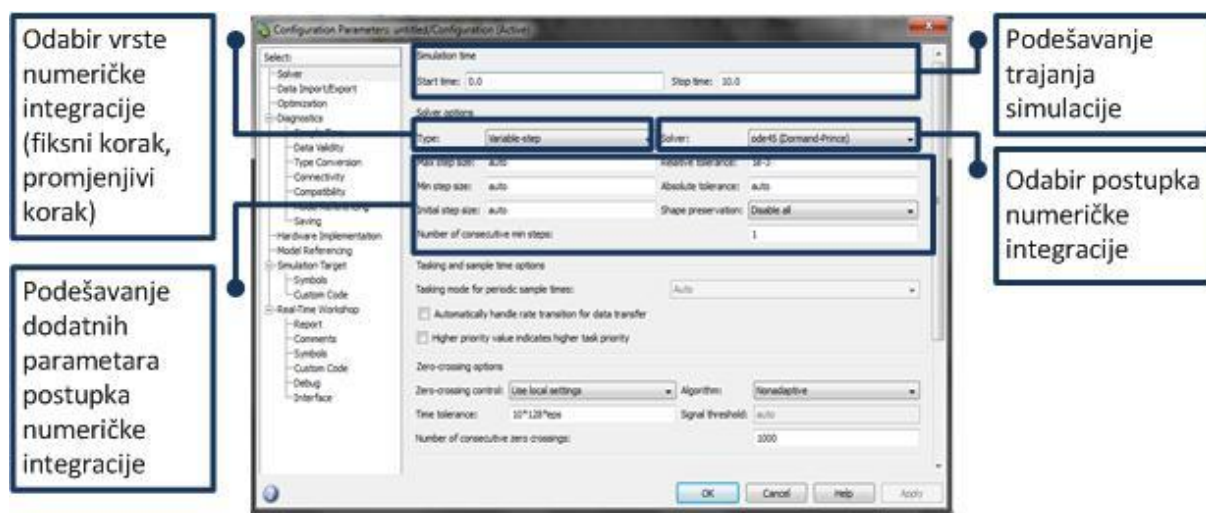 Odabir vrste
numeričke
integracije
(fiksni korak,
promjenjivi
korak)
Podešavanje
dodatnih
parametara
postupka
numeričke
integracije
Configuration Parameters: untitled/Configuration (Active)
Select:
Solver
Data Import/Export
Optimization
Diagnostics
Data Validity
Type Conversion
Connectivity
Compatibility
Saving
Hardware Implementation
Model Referencing
Simulation Target
Symbols
Custom Code
Real-Time Workshop
Report
Comments
Symbols
Custom Code
Debug
Interface
Simulation time
Start time: 0.0 Stop time: 10.0
Solver options
Type: Variable-step Solver: ode45 (Dormand-Prince)
Max step size: auto Relative tolerance: 1e-3
Min step size: auto Absolute tolerance: auto
Initial step size: auto Shape preservation: Disable all
Number of consecutive min steps: 1
Tasking and sample time options
Tasking mode for periodic sample times: Auto
Automatically handle rate transition for data transfer
Higher priority value indicates higher task priority
Zero-crossing options
Zero-crossing control: Use local settings Algorithm: Nonadaptive
Time tolerance: 10*128*eps Signal threshold: auto
Number of consecutive zero crossings: 1000
OK Cancel Help Apply
Podešavanje
trajanja
simulacije
Odabir postupka
numeričke
integracije